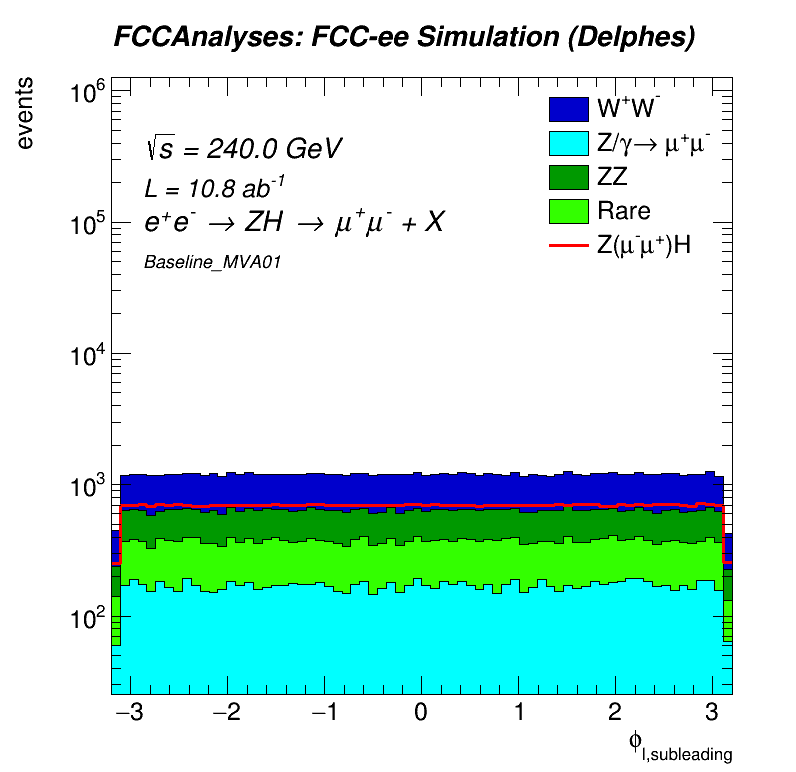 FCCAnalyses: FCC-ee Simulation (Delphes)
events
10⁶
10⁵
10⁴
10³
10²
√s = 240.0 GeV
L = 10.8 ab⁻¹
e⁺e⁻ → ZH → μ⁺μ⁻ + X
Baseline_MVA01
W⁺W⁻
Z/γ→ μ⁺μ⁻
ZZ
Rare
Z(μ⁻μ⁺)H
−3 −2 −1 0 1 2 3
ϕ_l,subleading